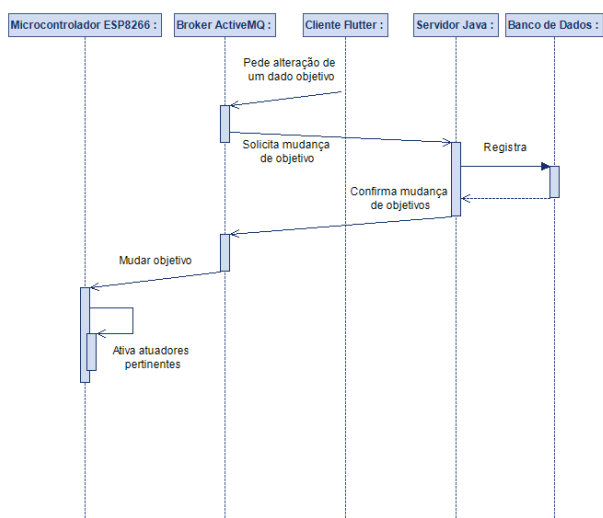 Microcontrolador ESP8266 :
Broker ActiveMQ :
Cliente Flutter :
Servidor Java :
Banco de Dados :
Pede alteração de
um dado objetivo
Solicita mudança
de objetivo
Registra
Confirma mudança
de objetivos
Mudar objetivo
Ativa atuadores
pertinentes